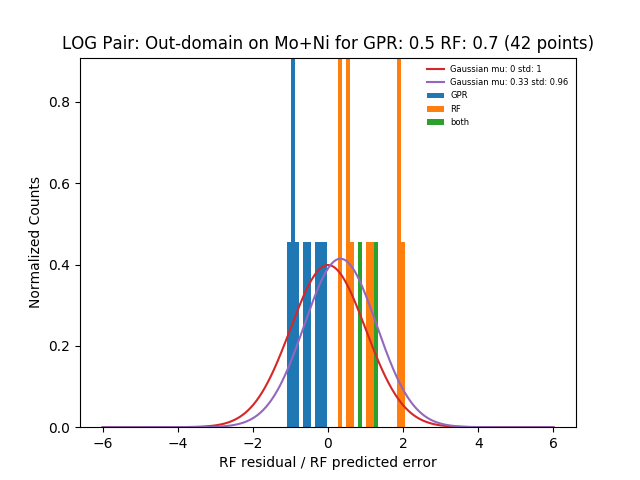 LOG Pair: Out-domain on Mo+Ni for GPR: 0.5 RF: 0.7 (42 points)
Gaussian mu: 0 std: 1
Gaussian mu: 0.33 std: 0.96
GPR
RF
both
Normalized Counts
0.8
0.6
0.4
0.2
0.0
−6 −4 −2 0 2 4 6
RF residual / RF predicted error